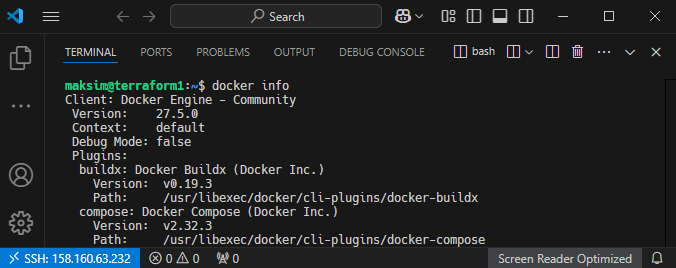 Search
TERMINAL PORTS PROBLEMS OUTPUT DEBUG CONSOLE bash
maksim@terraform1:~$ docker info
Client: Docker Engine - Community
 Version:    27.5.0
 Context:    default
 Debug Mode: false
 Plugins:
  buildx: Docker Buildx (Docker Inc.)
    Version:  v0.19.3
    Path:     /usr/libexec/docker/cli-plugins/docker-buildx
  compose: Docker Compose (Docker Inc.)
    Version:  v2.32.3
    Path:     /usr/libexec/docker/cli-plugins/docker-compose
SSH: 158.160.63.232 0 0 0 Screen Reader Optimized